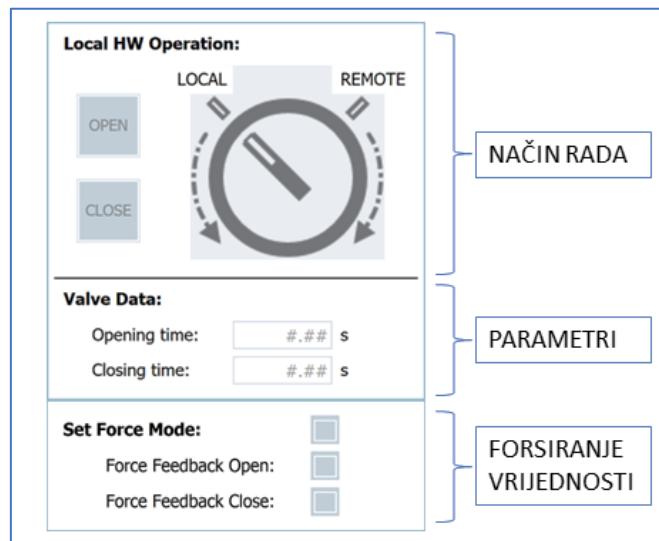 Local HW Operation:
LOCAL
REMOTE
OPEN
CLOSE
NAČIN RADA
Valve Data:
Opening time: #.## s
Closing time: #.## s
PARAMETRI
Set Force Mode:
Force Feedback Open:
Force Feedback Close:
FORSIRANJE
VRIJEDNOSTI